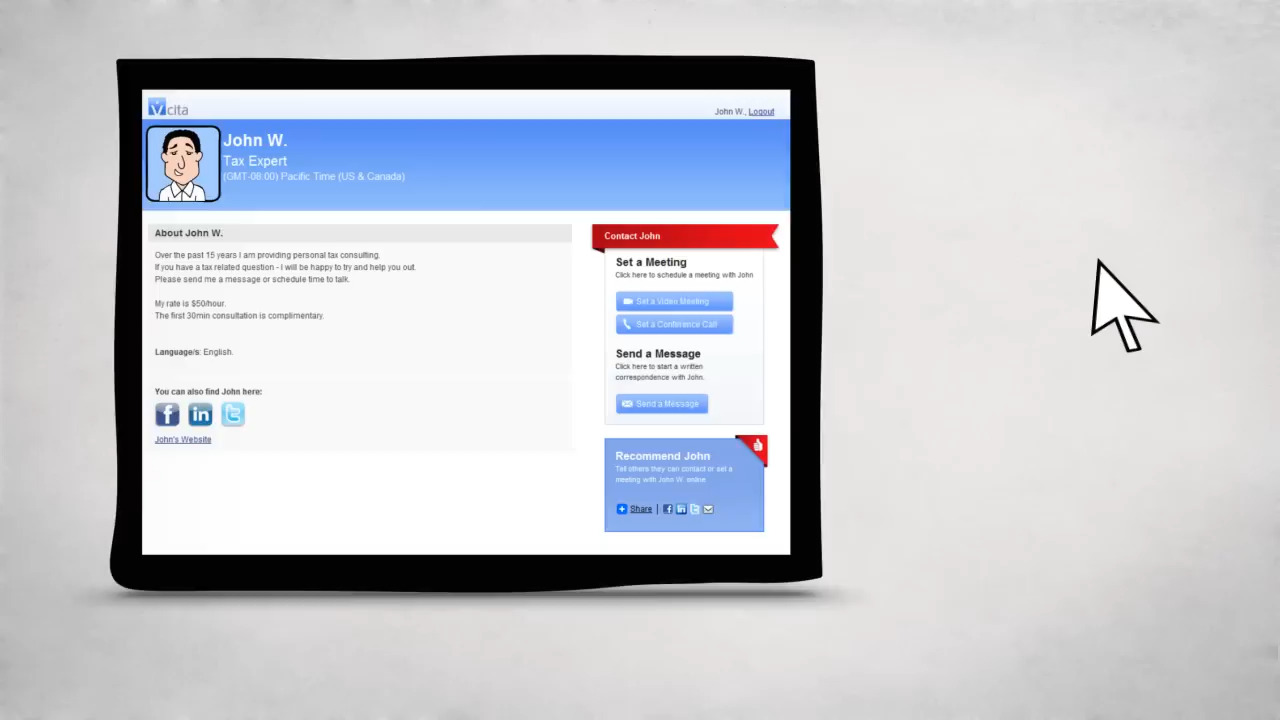 Vcita
John W., Logout
John W.
Tax Expert
(GMT-08:00) Pacific Time (US & Canada)
About John W.
Over the past 15 years I am providing personal tax consulting.
If you have a tax related question - I will be happy to try and help you out.
Please send me a message or schedule time to talk.
My rate is $50/hour.
The first 30min consultation is complimentary.
Language/s: English.
You can also find John here:
f in t
John's Website
Contact John
Set a Meeting
Click here to schedule a meeting with John
Set a Video Meeting
Set a Conference Call
Send a Message
Click here to start a written
correspondence with John.
Send a Message
Recommend John
Tell others they can contact or set a
meeting with John W. online.
Share | f in t